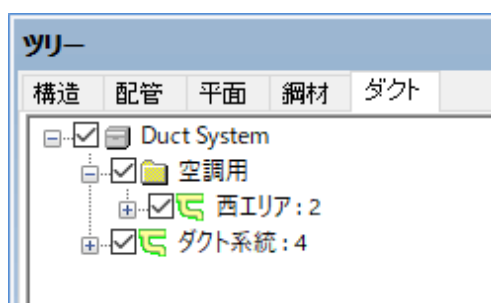 ツリー
構造 配管 平面 鋼材 ダクト
Duct System
空調用
西エリア : 2
ダクト系統 : 4